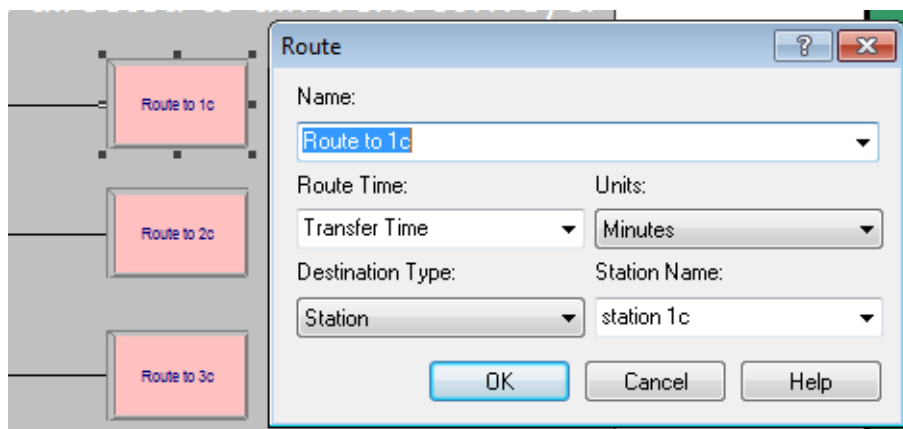 Route
Name:
Route to 1c
Route Time:
Units:
Transfer Time
Minutes
Destination Type:
Station Name:
Station
station 1c
OK
Cancel
Help
Route to 1c
Route to 2c
Route to 3c